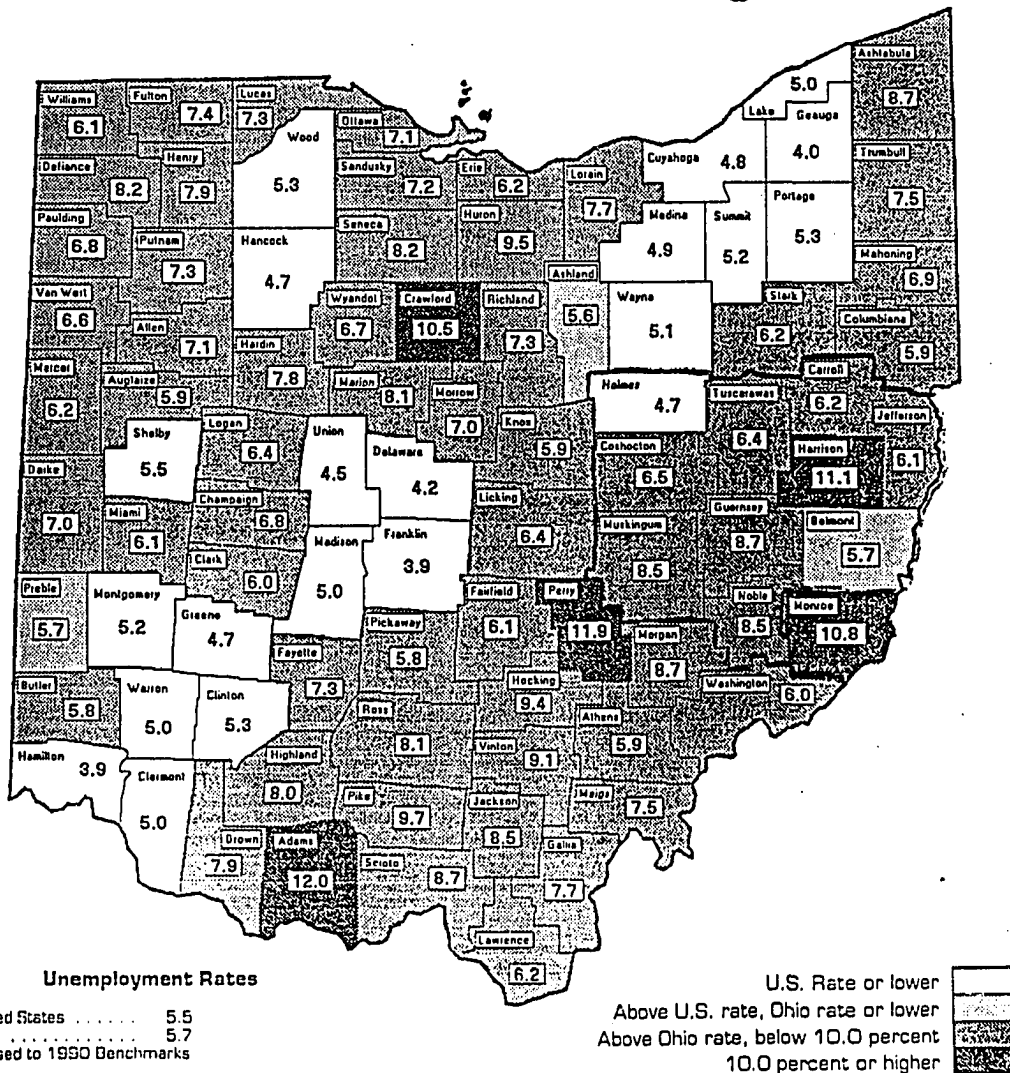 Ashtabula
8.7
5.0
Lake
Geauga
4.0
Williams
6.1
Fulton
7.4
Lucas
7.3
Wood
5.3
Ottawa
7.1
Cuyahoga
4.8
Trumbull
7.5
Defiance
8.2
Henry
7.9
Sandusky
7.2
Erie
6.2
Lorain
7.7
Medina
4.9
Summit
5.2
Portage
5.3
Paulding
6.8
Putnam
7.3
Hancock
4.7
Seneca
8.2
Huron
9.5
Mahoning
6.9
Ashland
5.6
Van Wert
6.6
Allen
7.1
Hardin
7.8
Wyandot
6.7
Crawford
10.5
Richland
7.3
Wayne
5.1
Stark
6.2
Columbiana
5.9
Mercer
6.2
Auglaize
5.9
Marion
8.1
Morrow
7.0
Knox
5.9
Holmes
4.7
Tuscarawas
6.4
Carroll
6.2
Jefferson
6.1
Shelby
5.5
Logan
6.4
Union
4.5
Delaware
4.2
Coshocton
6.5
Harrison
11.1
Darke
7.0
Miami
6.1
Champaign
6.8
Licking
6.4
Muskingum
8.5
Guernsey
8.7
Belmont
5.7
Clark
6.0
Madison
5.0
Franklin
3.9
Preble
5.7
Montgomery
5.2
Greene
4.7
Pickaway
5.8
Fairfield
6.1
Perry
11.9
Noble
8.5
Monroe
10.8
Morgan
8.7
Fayette
7.3
Hocking
9.4
Washington
6.0
Butler
5.8
Warren
5.0
Clinton
5.3
Ross
8.1
Athens
5.9
Vinton
9.1
Hamilton
3.9
Clermont
5.0
Highland
8.0
Pike
9.7
Jackson
8.5
Meigs
7.5
Brown
7.9
Adams
12.0
Scioto
8.7
Gallia
7.7
Lawrence
6.2
Unemployment Rates
ed States . . . . . . 5.5
. . . . . . . . . . . 5.7
sed to 1990 Benchmarks
U.S. Rate or lower
Above U.S. rate, Ohio rate or lower
Above Ohio rate, below 10.0 percent
10.0 percent or higher